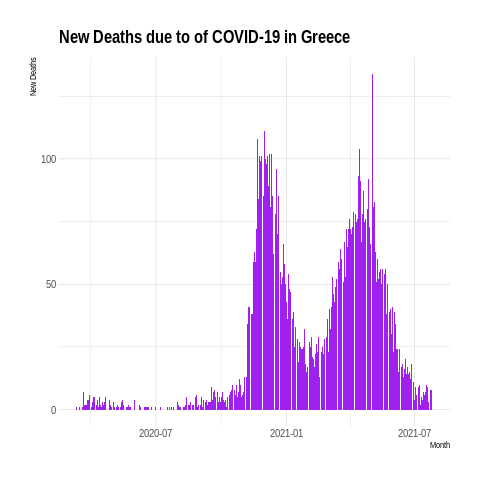 New Deaths due to of COVID-19 in Greece
New Deaths
100
50
0
2020-07
2021-01
2021-07
Month